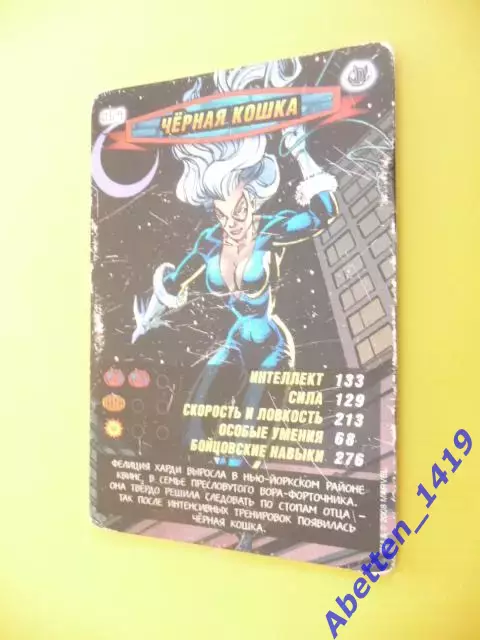 ЧЁРНАЯ КОШКА
ИНТЕЛЛЕКТ 133
СИЛА 129
СКОРОСТЬ И ЛОВКОСТЬ 213
ОСОБЫЕ УМЕНИЯ 68
БОЙЦОВСКИЕ НАВЫКИ 276
ФЕЛИЦИЯ ХАРДИ ВЫРОСЛА В НЬЮ-ЙОРКСКОМ РАЙОНЕ
КВИНС, В СЕМЬЕ ПРЕСЛОВУТОГО ВОРА-ФОРТОЧНИКА.
ОНА ТВЁРДО РЕШИЛА СЛЕДОВАТЬ ПО СТОПАМ ОТЦА -
ТАК ПОСЛЕ ИНТЕНСИВНЫХ ТРЕНИРОВОК ПОЯВИЛАСЬ
ЧЁРНАЯ КОШКА.
© 2008 MARVEL
Abetten_1419